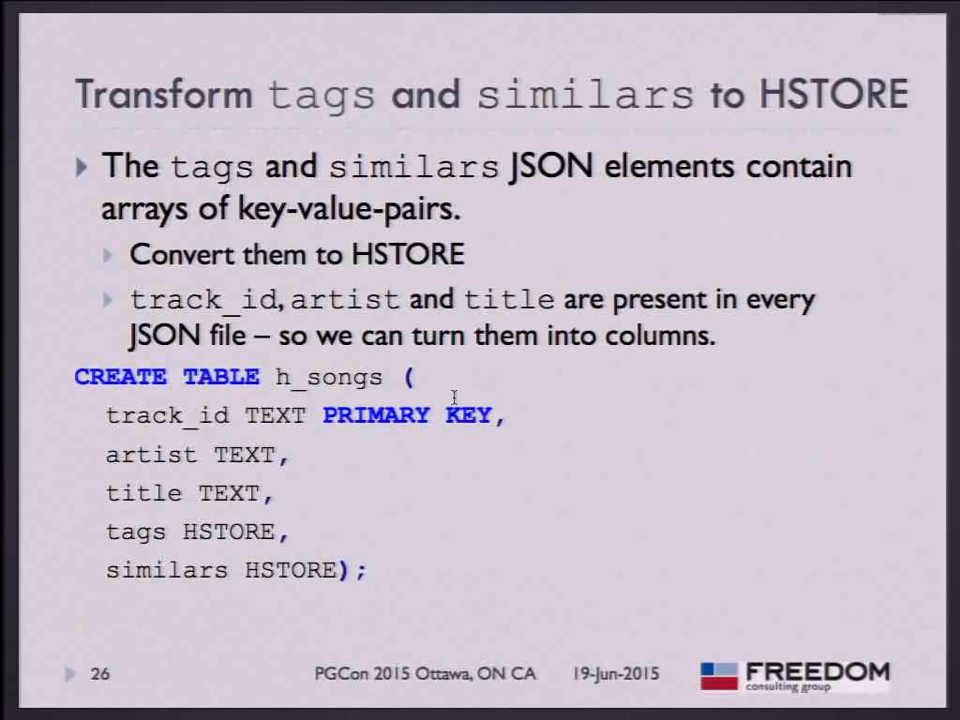 Transform tags and similars to HSTORE
The tags and similars JSON elements contain
arrays of key-value-pairs.
Convert them to HSTORE
track_id, artist and title are present in every
JSON file – so we can turn them into columns.
CREATE TABLE h_songs (
track_id TEXT PRIMARY KEY,
artist TEXT,
title TEXT,
tags HSTORE,
similars HSTORE);
26
PGCon 2015 Ottawa, ON CA
19-Jun-2015
FREEDOM
consulting group